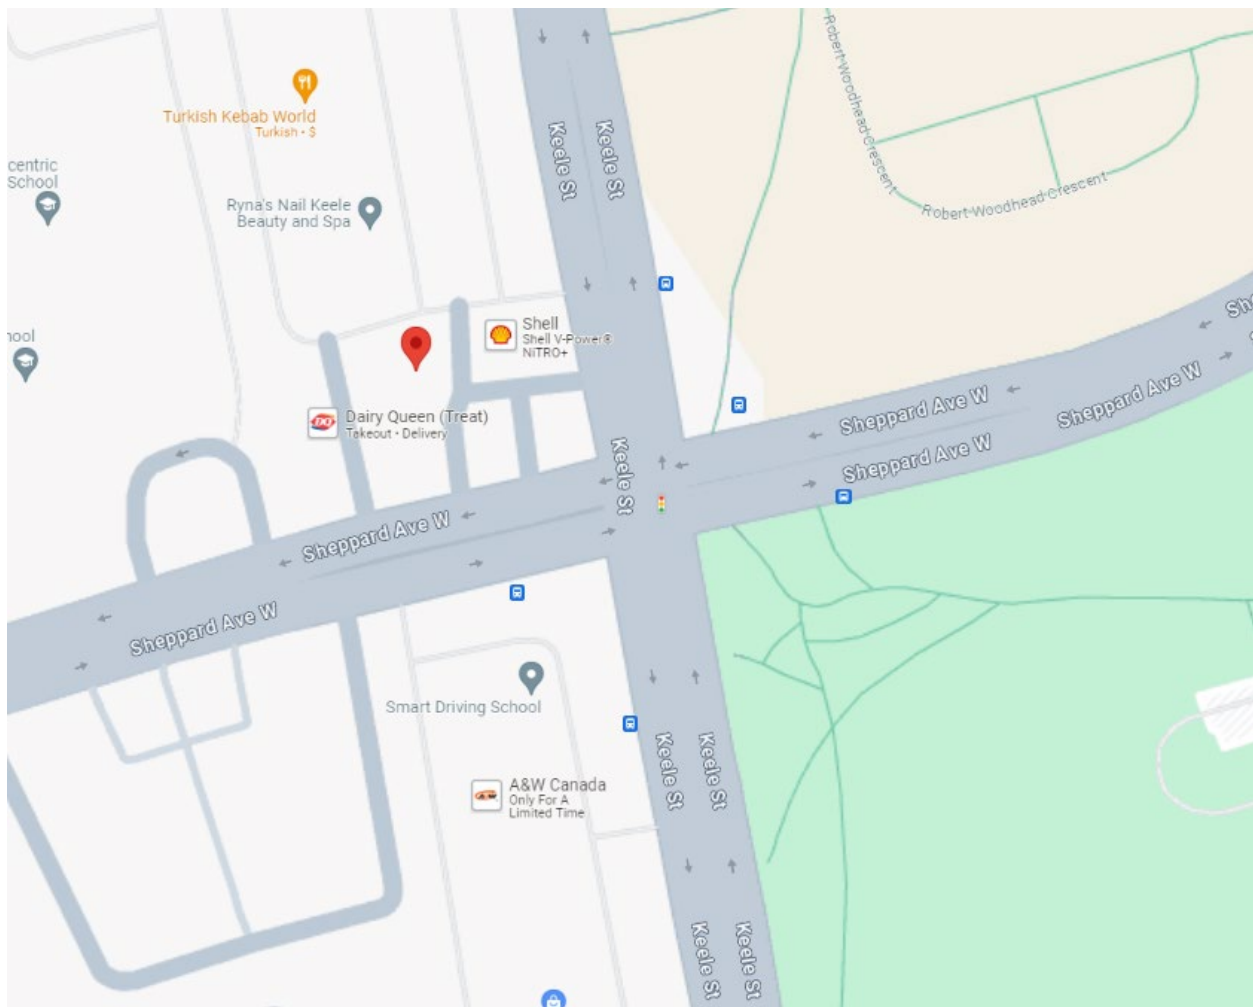 Robert Woodhead Crescent
Turkish Kebab World
Turkish • $
Keele St
Keele St
centric
School
Robert Woodhead Crescent
Ryna's Nail Keele
Beauty and Spa
Shell
Shell V-Power®
NiTRO+
hool
She
Sheppard Ave W
Sheppard Ave W
Dairy Queen (Treat)
Takeout • Delivery
Keele St
Sheppard Ave W
Sheppard Ave W
Sheppard Ave W
Smart Driving School
Keele St
Keele St
A&W Canada
Only For A
Limited Time
Keele St
Keele St